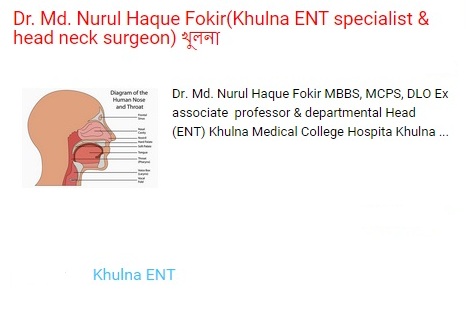 Dr. Md. Nurul Haque Fokir(Khulna ENT specialist &
head neck surgeon) খুলনা
Diagram of the
Human Nose
and Throat
Dr. Md. Nurul Haque Fokir MBBS, MCPS, DLO Ex
associate professor & departmental Head
(ENT) Khulna Medical College Hospita Khulna ...
Khulna ENT